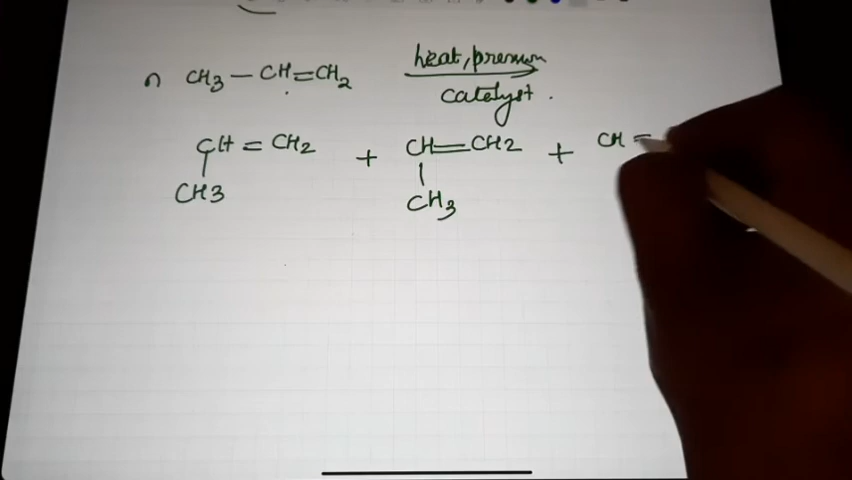 n CH3 — CH = CH2 heat, pressure
catalyst.
CH = CH2 + CH = CH2 + CH =
CH3 CH3